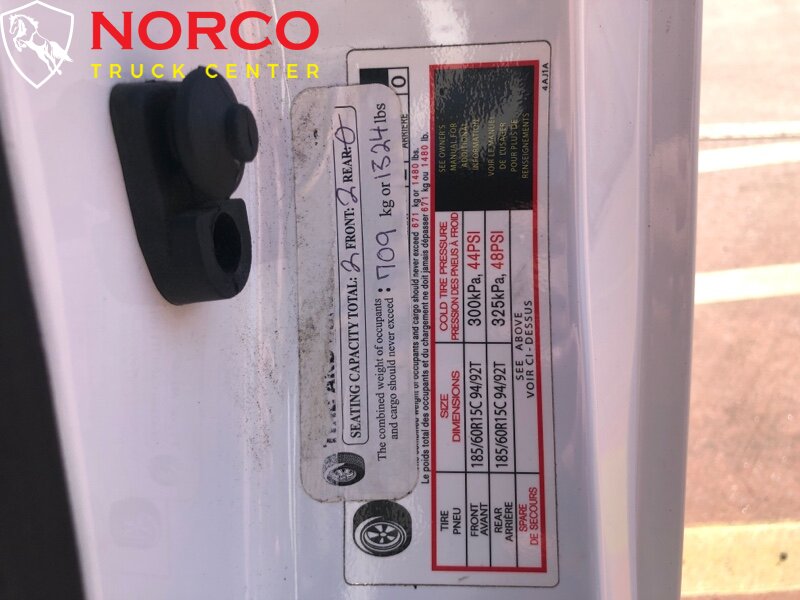 NORCO
TRUCK CENTER
SEATING CAPACITY TOTAL: 2 FRONT: 2 REAR: 0
The combined weight of occupants
and cargo should never exceed : 709 kg or 1324 lbs
ARRIÈRE 0
The combined weight of occupants and cargo should never exceed 671 kg or 1480 lbs.
Le poids total des occupants et du chargement ne doit jamais dépasser 671 kg ou 1480 lb.
TIRE
PNEU
SIZE
DIMENSIONS
COLD TIRE PRESSURE
PRESSION DES PNEUS À FROID
FRONT
AVANT
185/60R15C 94/92T
300kPa, 44PSI
REAR
ARRIÈRE
185/60R15C 94/92T
325kPa, 48PSI
SPARE
DE SECOURS
SEE ABOVE
VOIR CI-DESSUS
SEE OWNER'S
MANUAL FOR
ADDITIONAL
INFORMATION
VOIR LE MANUEL
DE L'USAGER
POUR PLUS DE
RENSEIGNEMENTS
4AJ1A